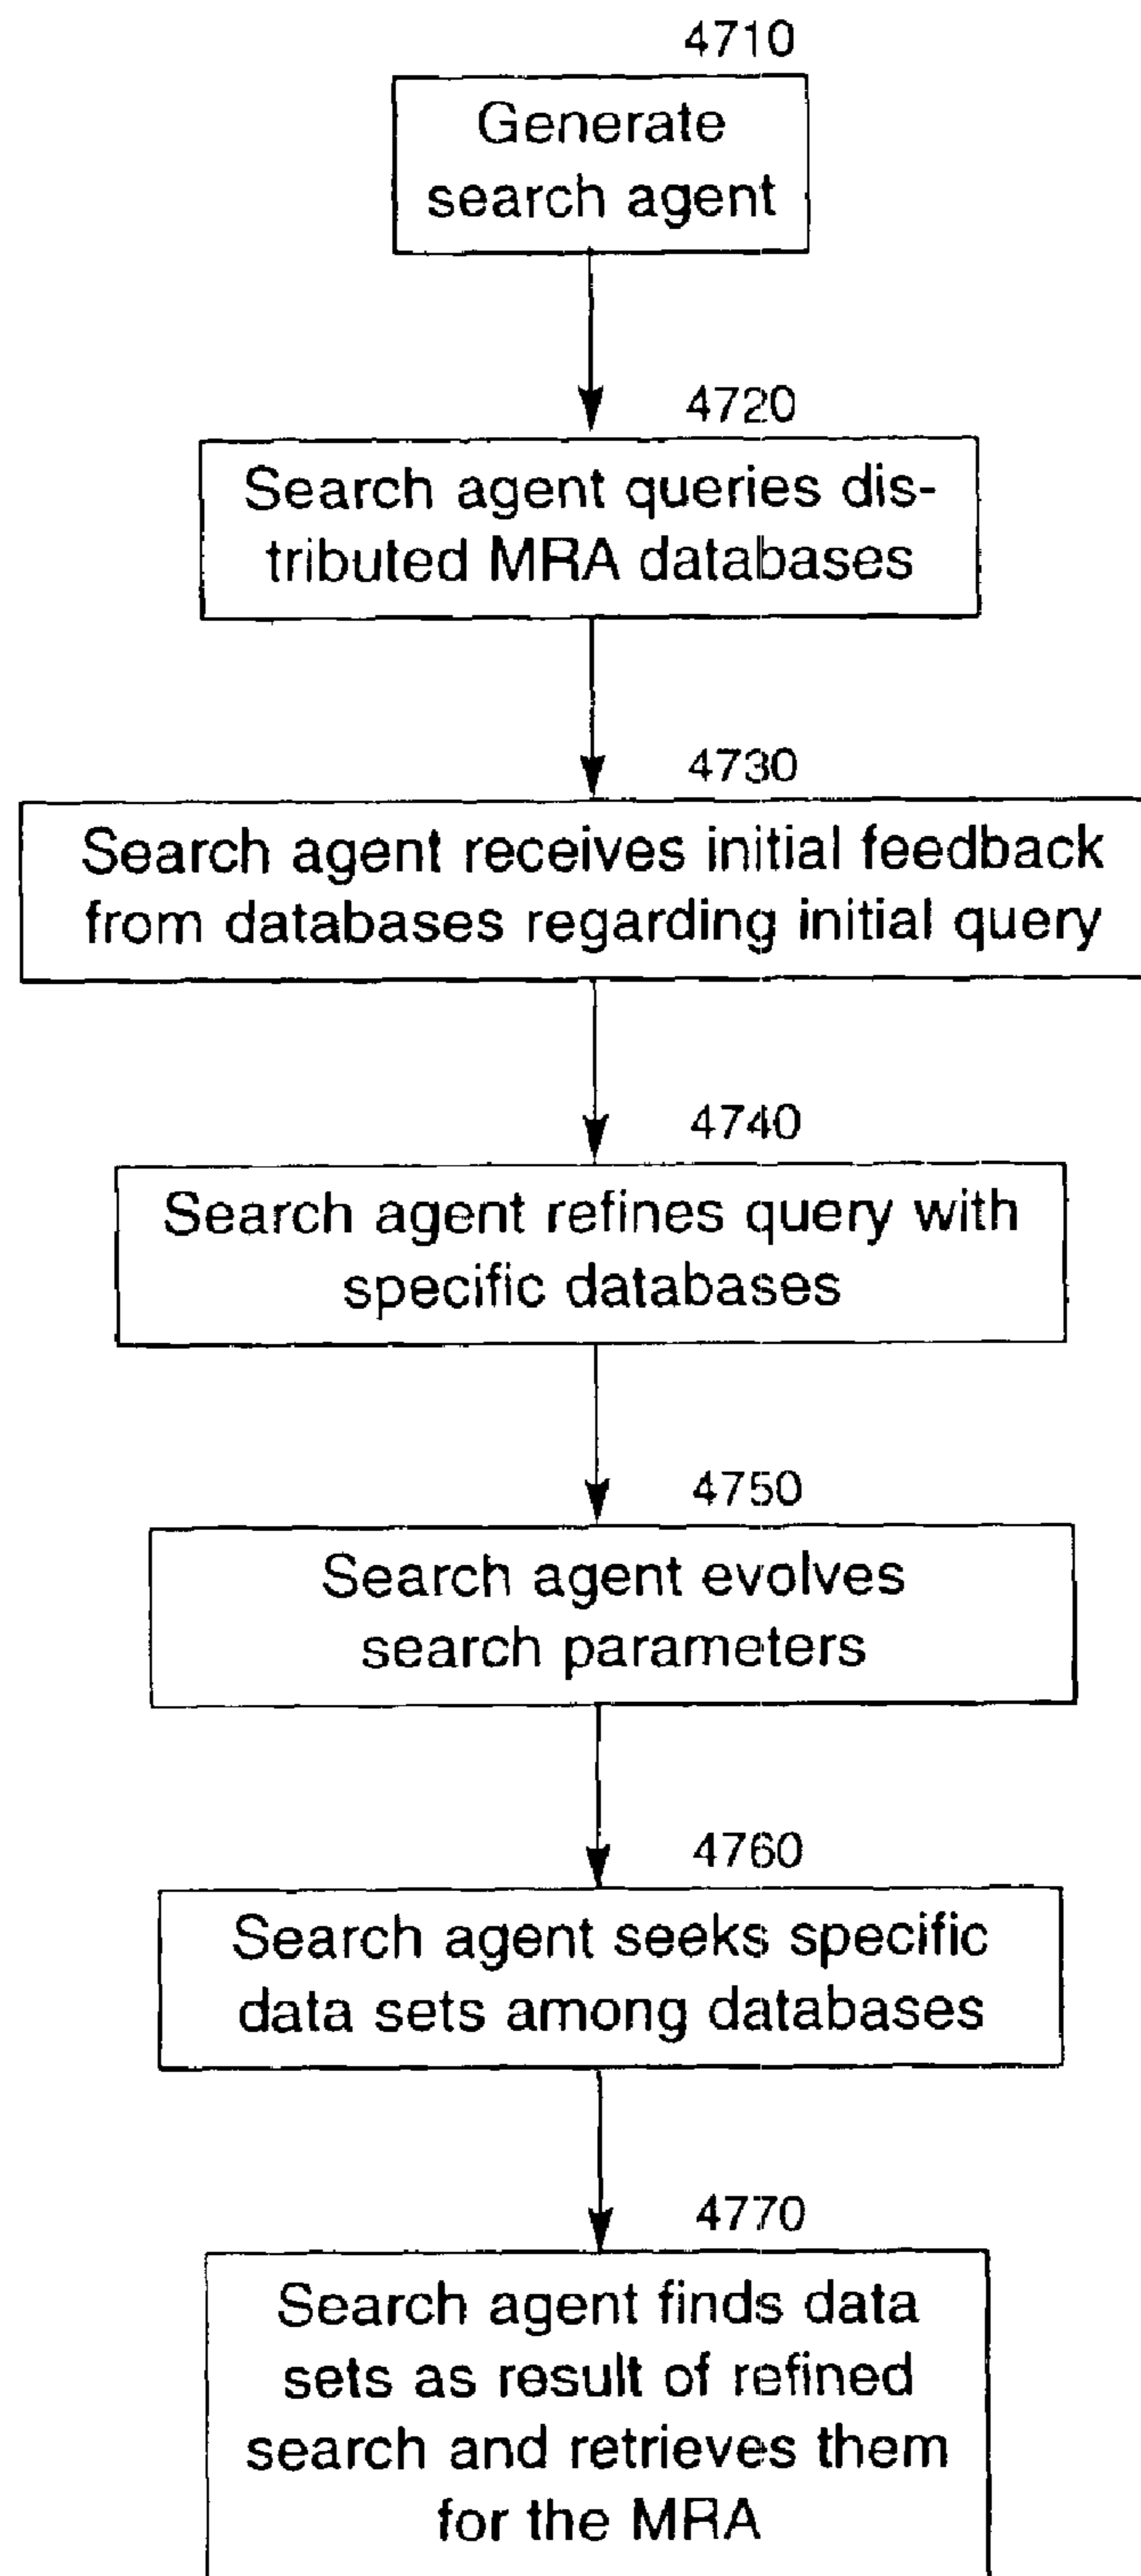 4710
Generate
search agent
4720
Search agent queries dis-
tributed MRA databases
4730
Search agent receives initial feedback
from databases regarding initial query
4740
Search agent refines query with
specific databases
4750
Search agent evolves
search parameters
4760
Search agent seeks specific
data sets among databases
4770
Search agent finds data
sets as result of refined
search and retrieves them
for the MRA